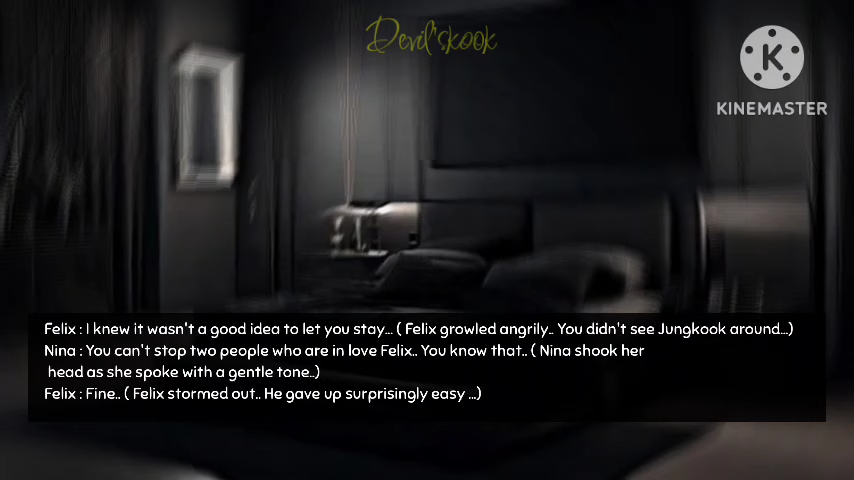 Devil'skook
KINEMASTER
Felix : I knew it wasn't a good idea to let you stay... ( Felix growled angrily.. You didn't see Jungkook around...)
Nina : You can't stop two people who are in love Felix.. You know that.. ( Nina shook her
head as she spoke with a gentle tone..)
Felix : Fine.. ( Felix stormed out.. He gave up surprisingly easy ...)